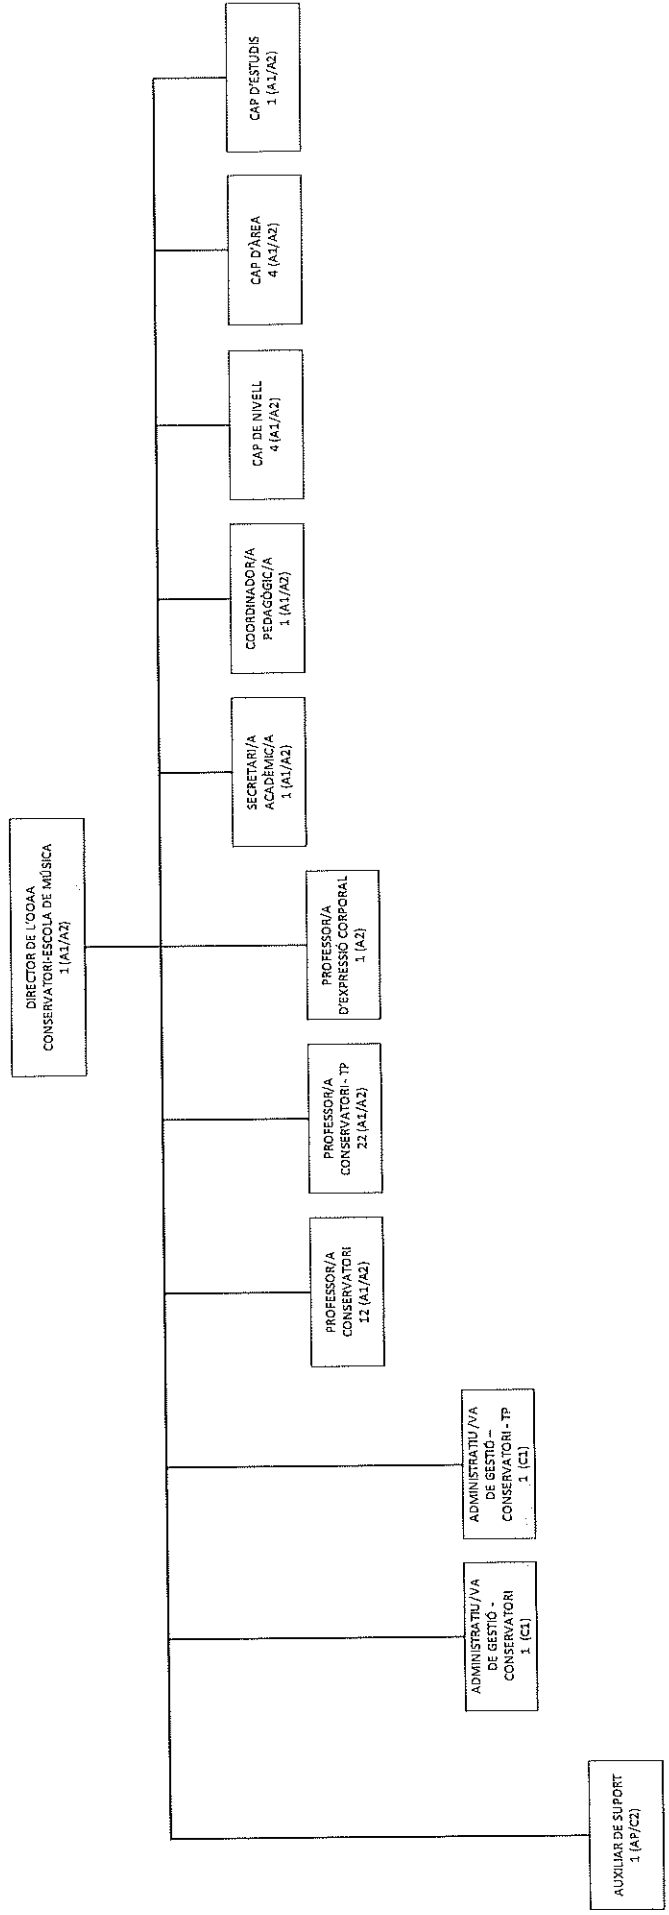 DIRECTOR DE L'OOAA
CONSERVATORI-ESCOLA DE MÚSICA
1 (A1/A2)
AUXILIAR DE SUPORT
1 (AP/C2)
ADMINISTRATIU/VA
DE GESTIÓ -
CONSERVATORI
1 (C1)
ADMINISTRATIU/VA
DE GESTIÓ –
CONSERVATORI - TP
1 (C1)
PROFESSOR/A
CONSERVATORI
12 (A1/A2)
PROFESSOR/A
CONSERVATORI - TP
22 (A1/A2)
PROFESSOR/A
D'EXPRESSIÓ CORPORAL
1 (A2)
SECRETARI/A
ACADÈMIC/A
1 (A1/A2)
COORDINADOR/A
PEDAGÒGIC/A
1 (A1/A2)
CAP DE NIVELL
4 (A1/A2)
CAP D'ÀREA
4 (A1/A2)
CAP D'ESTUDIS
1 (A1/A2)